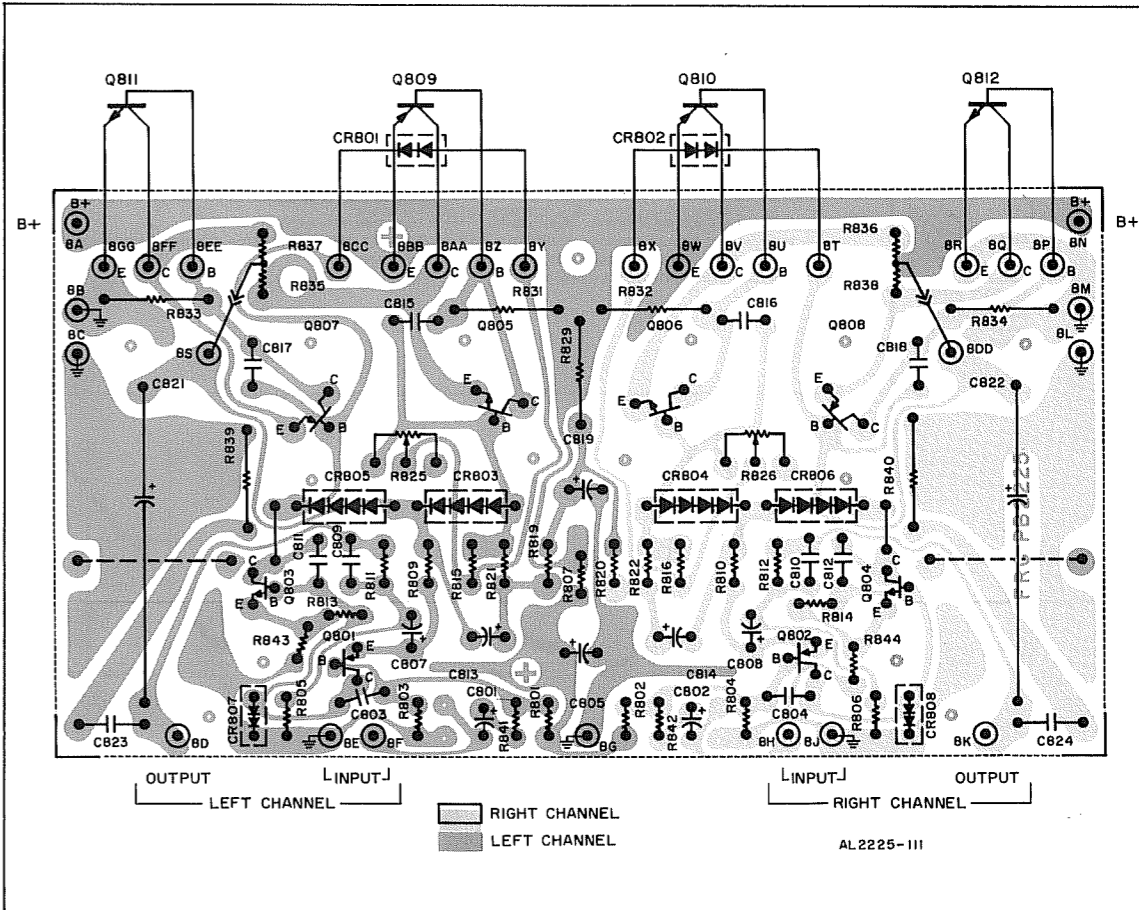 Q811 Q809 Q810 Q812
CR801 CR802
B+ B+ B+ B+
8A 8GG 8FF 8EE R837 8CC 8BB 8AA 8Z 8Y 8X 8W 8V 8U 8T R836 8R 8Q 8P 8N
E C B E C B E C B E C B
8B R833 R835 C815 R831 R832 C816 R838 R834 8M
8C 8S Q807 Q805 R829 Q806 Q808 8DD 8L
C821 C817 C818 C822
E C B E C B E C B E C B
R839 R825 C819 R826 R840
CR805 CR803 CR804 CR806
C811 C809 R811 R809 R815 R821 R819 R807 R820 R822 R816 R810 R812 C810 C812
C B E Q803 Q804 C B E
R813 R814
R843 Q801 C807 C808 Q802 R844
B E C B E C
C813 C814
CR807 R805 C803 R803 C801 R841 R801 C805 R802 R842 C802 R804 C804 R806 CR808
C823 8D 8E 8F 8G 8H 8J 8K C824
PRC PB2225
OUTPUT INPUT INPUT OUTPUT
LEFT CHANNEL RIGHT CHANNEL
RIGHT CHANNEL
LEFT CHANNEL
AL2225-111